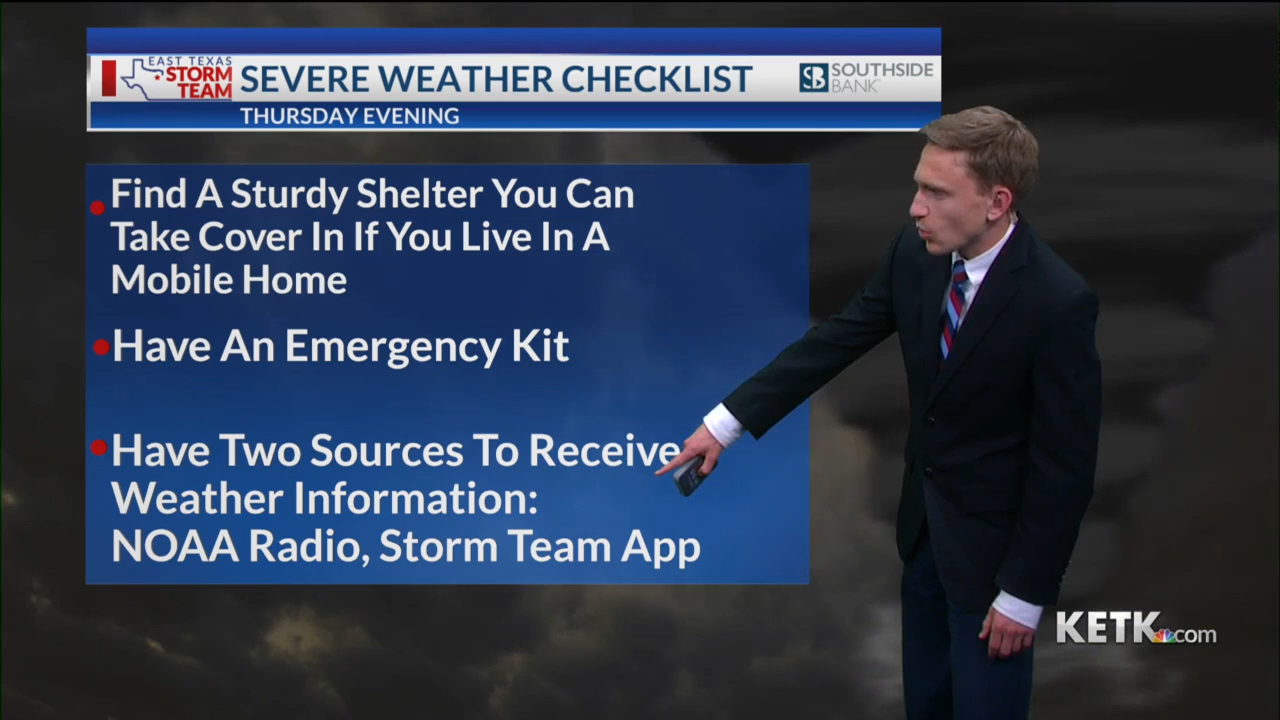 EAST TEXAS
STORM
TEAM
SEVERE WEATHER CHECKLIST
SB SOUTHSIDE
BANK
THURSDAY EVENING
Find A Sturdy Shelter You Can
Take Cover In If You Live In A
Mobile Home
Have An Emergency Kit
Have Two Sources To Receive
Weather Information:
NOAA Radio, Storm Team App
KETK.com